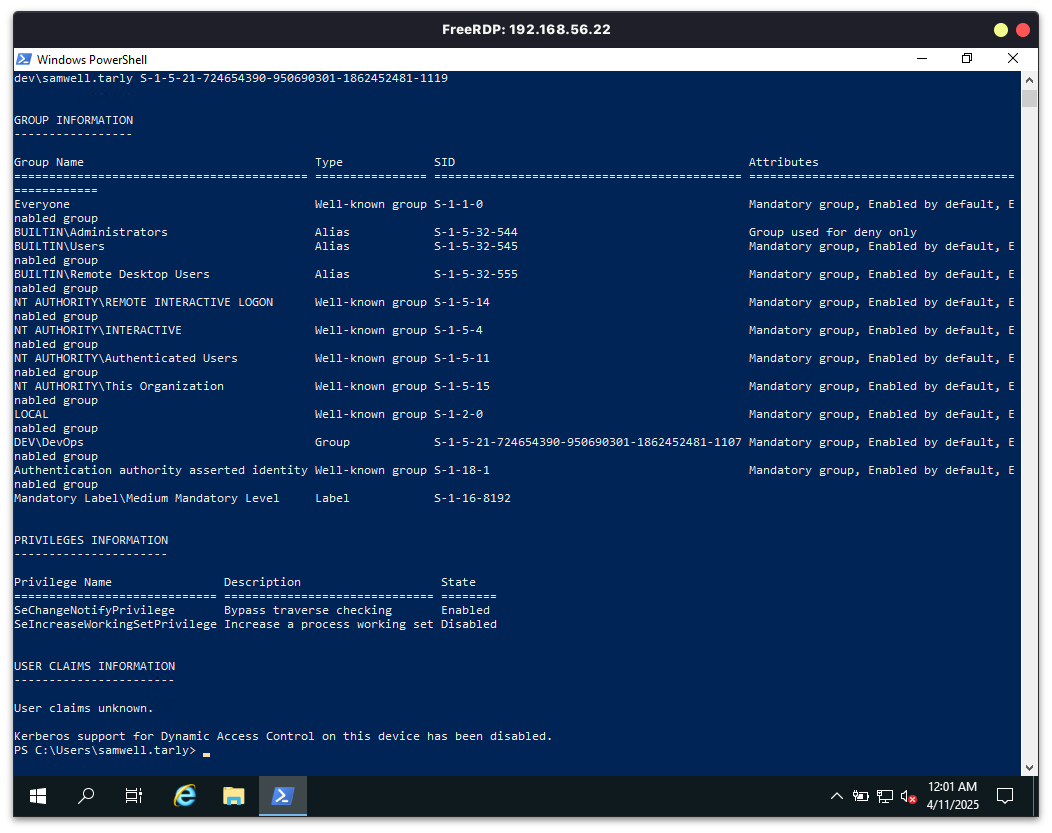 FreeRDP: 192.168.56.22
Windows PowerShell
dev\samwell.tarly S-1-5-21-724654390-950690301-1862452481-1119
GROUP INFORMATION
-----------------
Group Name                                 Type             SID                                          Attributes
========================================== ================ ============================================ ======================================
============
Everyone                                   Well-known group S-1-1-0                                      Mandatory group, Enabled by default, E
nabled group
BUILTIN\Administrators                     Alias            S-1-5-32-544                                 Group used for deny only
BUILTIN\Users                              Alias            S-1-5-32-545                                 Mandatory group, Enabled by default, E
nabled group
BUILTIN\Remote Desktop Users               Alias            S-1-5-32-555                                 Mandatory group, Enabled by default, E
nabled group
NT AUTHORITY\REMOTE INTERACTIVE LOGON      Well-known group S-1-5-14                                     Mandatory group, Enabled by default, E
nabled group
NT AUTHORITY\INTERACTIVE                   Well-known group S-1-5-4                                      Mandatory group, Enabled by default, E
nabled group
NT AUTHORITY\Authenticated Users           Well-known group S-1-5-11                                     Mandatory group, Enabled by default, E
nabled group
NT AUTHORITY\This Organization             Well-known group S-1-5-15                                     Mandatory group, Enabled by default, E
nabled group
LOCAL                                      Well-known group S-1-2-0                                      Mandatory group, Enabled by default, E
nabled group
DEV\DevOps                                 Group            S-1-5-21-724654390-950690301-1862452481-1107 Mandatory group, Enabled by default, E
nabled group
Authentication authority asserted identity Well-known group S-1-18-1                                     Mandatory group, Enabled by default, E
nabled group
Mandatory Label\Medium Mandatory Level     Label            S-1-16-8192
PRIVILEGES INFORMATION
----------------------
Privilege Name                Description                    State
============================= ============================== ========
SeChangeNotifyPrivilege       Bypass traverse checking       Enabled
SeIncreaseWorkingSetPrivilege Increase a process working set Disabled
USER CLAIMS INFORMATION
-----------------------
User claims unknown.
Kerberos support for Dynamic Access Control on this device has been disabled.
PS C:\Users\samwell.tarly> _
12:01 AM
4/11/2025